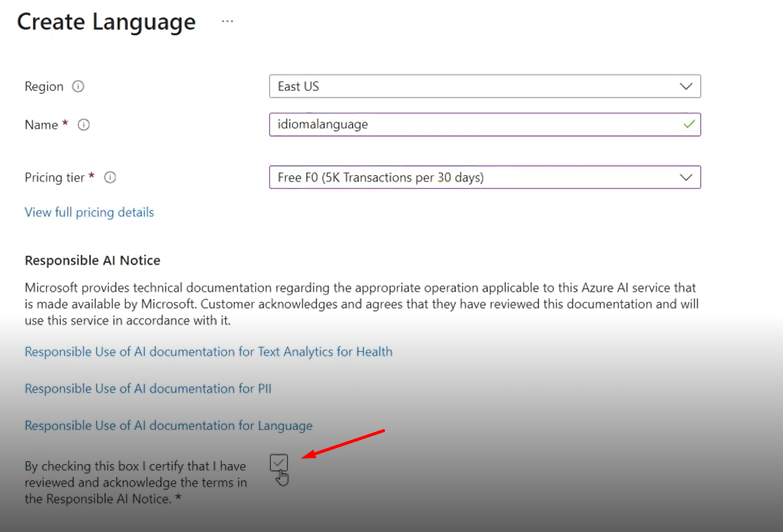 Create Language ...
Region
East US
Name *
idiomalanguage
Pricing tier *
Free F0 (5K Transactions per 30 days)
View full pricing details
Responsible AI Notice
Microsoft provides technical documentation regarding the appropriate operation applicable to this Azure AI service that
is made available by Microsoft. Customer acknowledges and agrees that they have reviewed this documentation and will
use this service in accordance with it.
Responsible Use of AI documentation for Text Analytics for Health
Responsible Use of AI documentation for PII
Responsible Use of AI documentation for Language
By checking this box I certify that I have
reviewed and acknowledge the terms in
the Responsible AI Notice. *